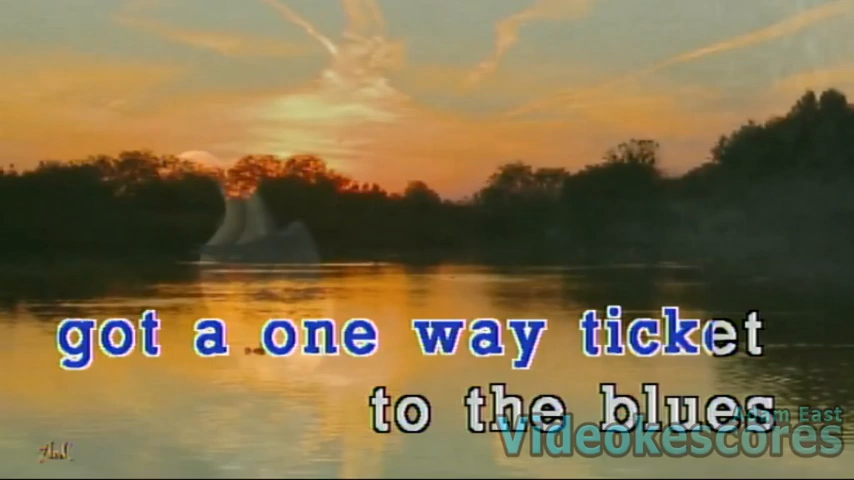 got a one way ticket
to the blues
Adam East
Videokescores